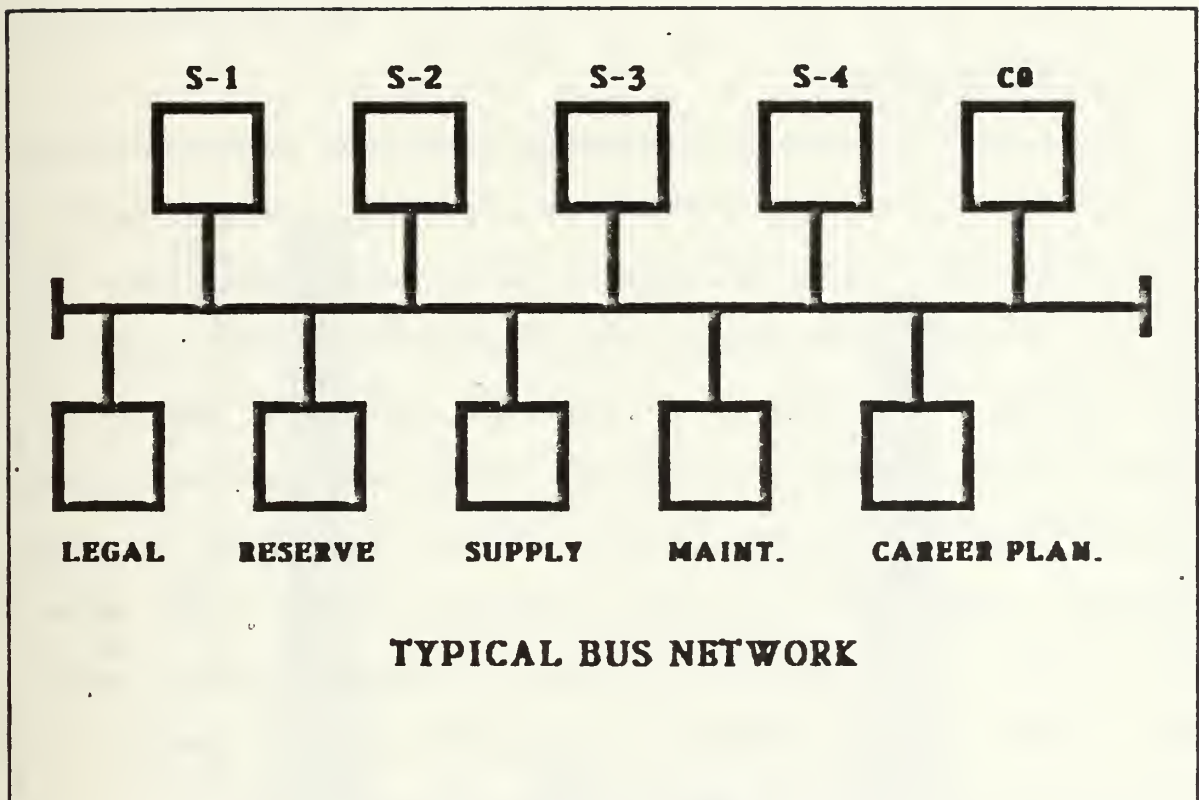 S-1 S-2 S-3 S-4 CO
LEGAL RESERVE SUPPLY MAINT. CAREER PLAN.
TYPICAL BUS NETWORK